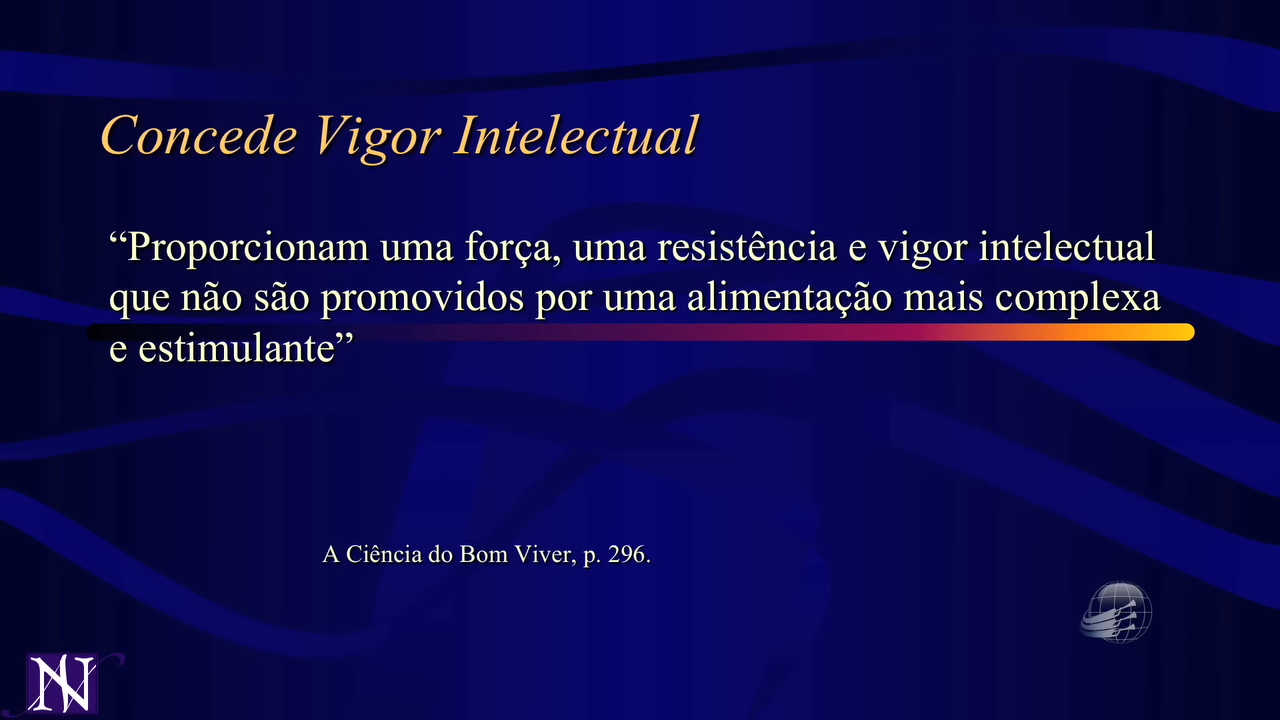 Concede Vigor Intelectual
“Proporcionam uma força, uma resistência e vigor intelectual
que não são promovidos por uma alimentação mais complexa
e estimulante”
A Ciência do Bom Viver, p. 296.
N